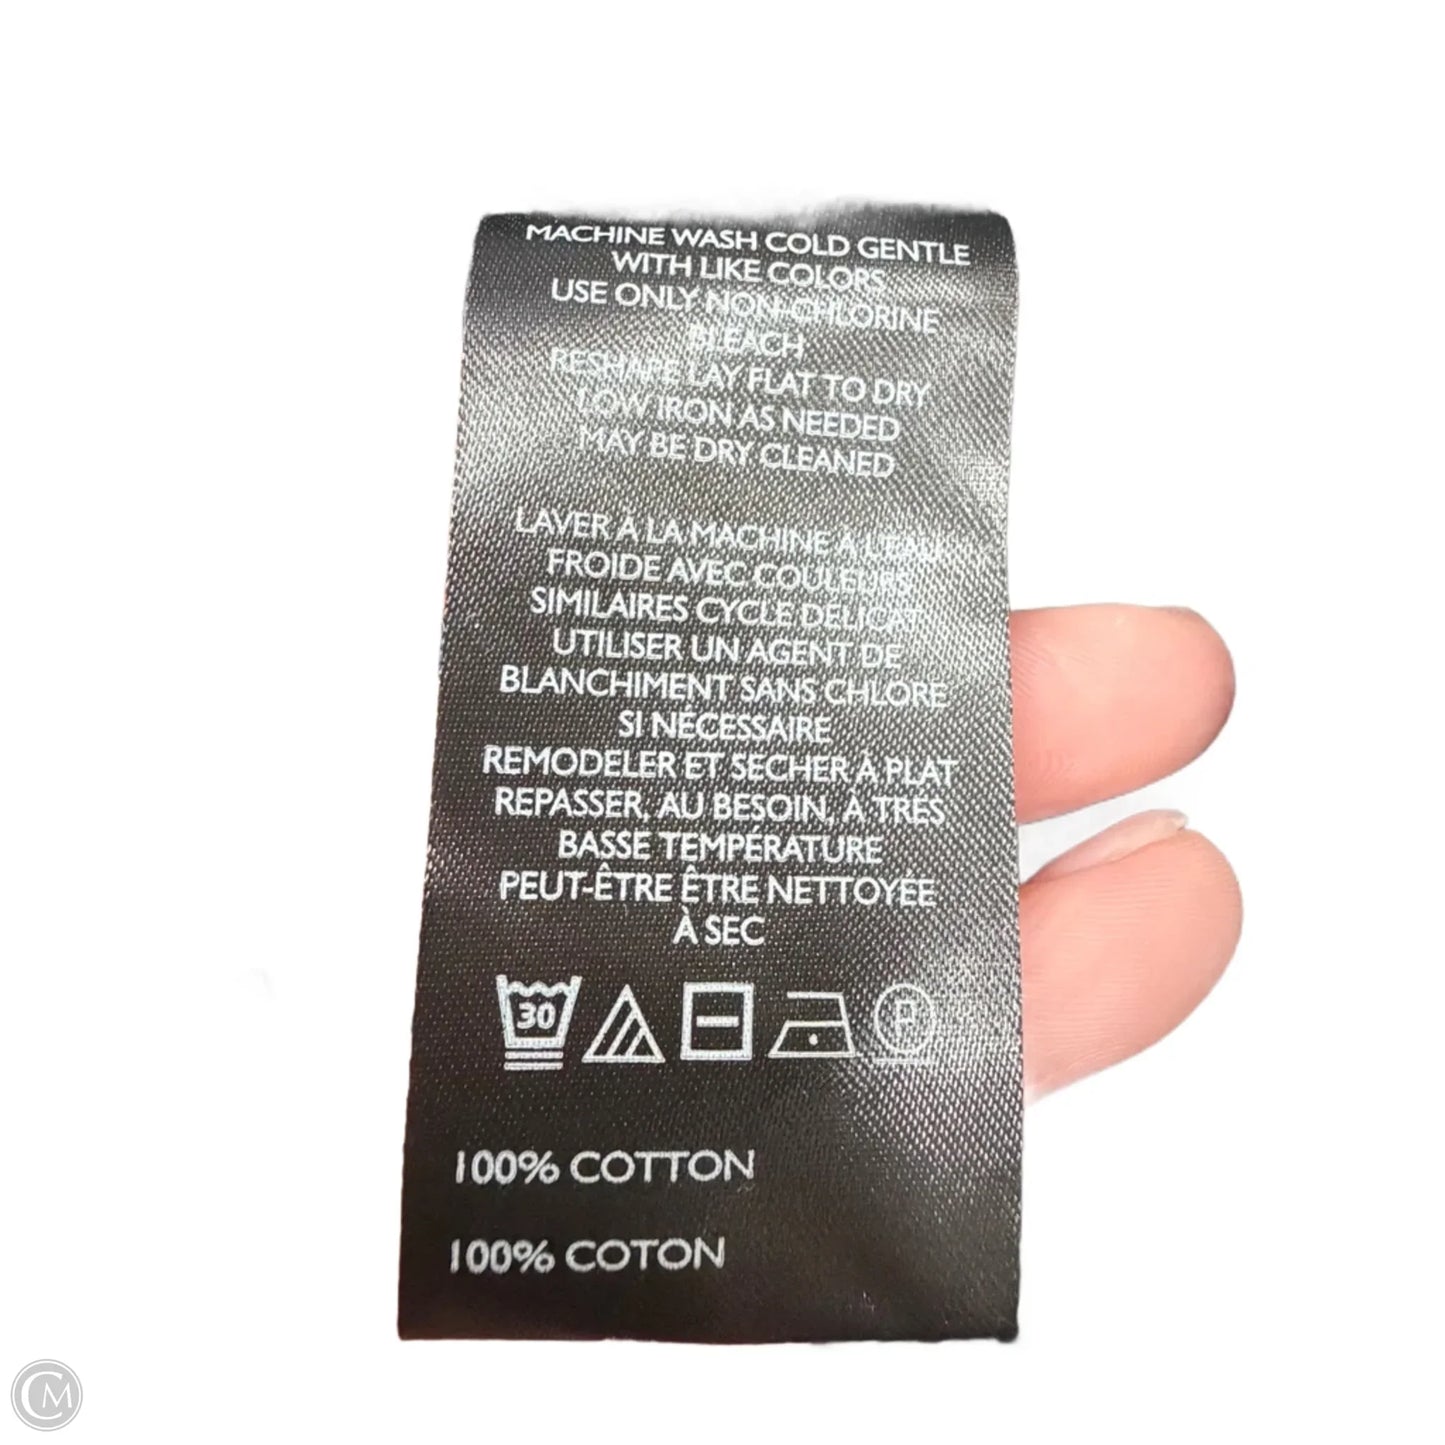 MACHINE WASH COLD GENTLE
WITH LIKE COLORS
USE ONLY NON-CHLORINE
BLEACH
RESHAPE LAY FLAT TO DRY
LOW IRON AS NEEDED
MAY BE DRY CLEANED
LAVER À LA MACHINE À L'EAU
FROIDE AVEC COULEURS
SIMILAIRES CYCLE DELICAT
UTILISER UN AGENT DE
BLANCHIMENT SANS CHLORE
SI NÉCESSAIRE
REMODELER ET SECHER À PLAT
REPASSER, AU BESOIN, À TRÈS
BASSE TEMPÉRATURE
PEUT-ÊTRE ÊTRE NETTOYÉE
À SEC
30 P
100% COTTON
100% COTON
CM